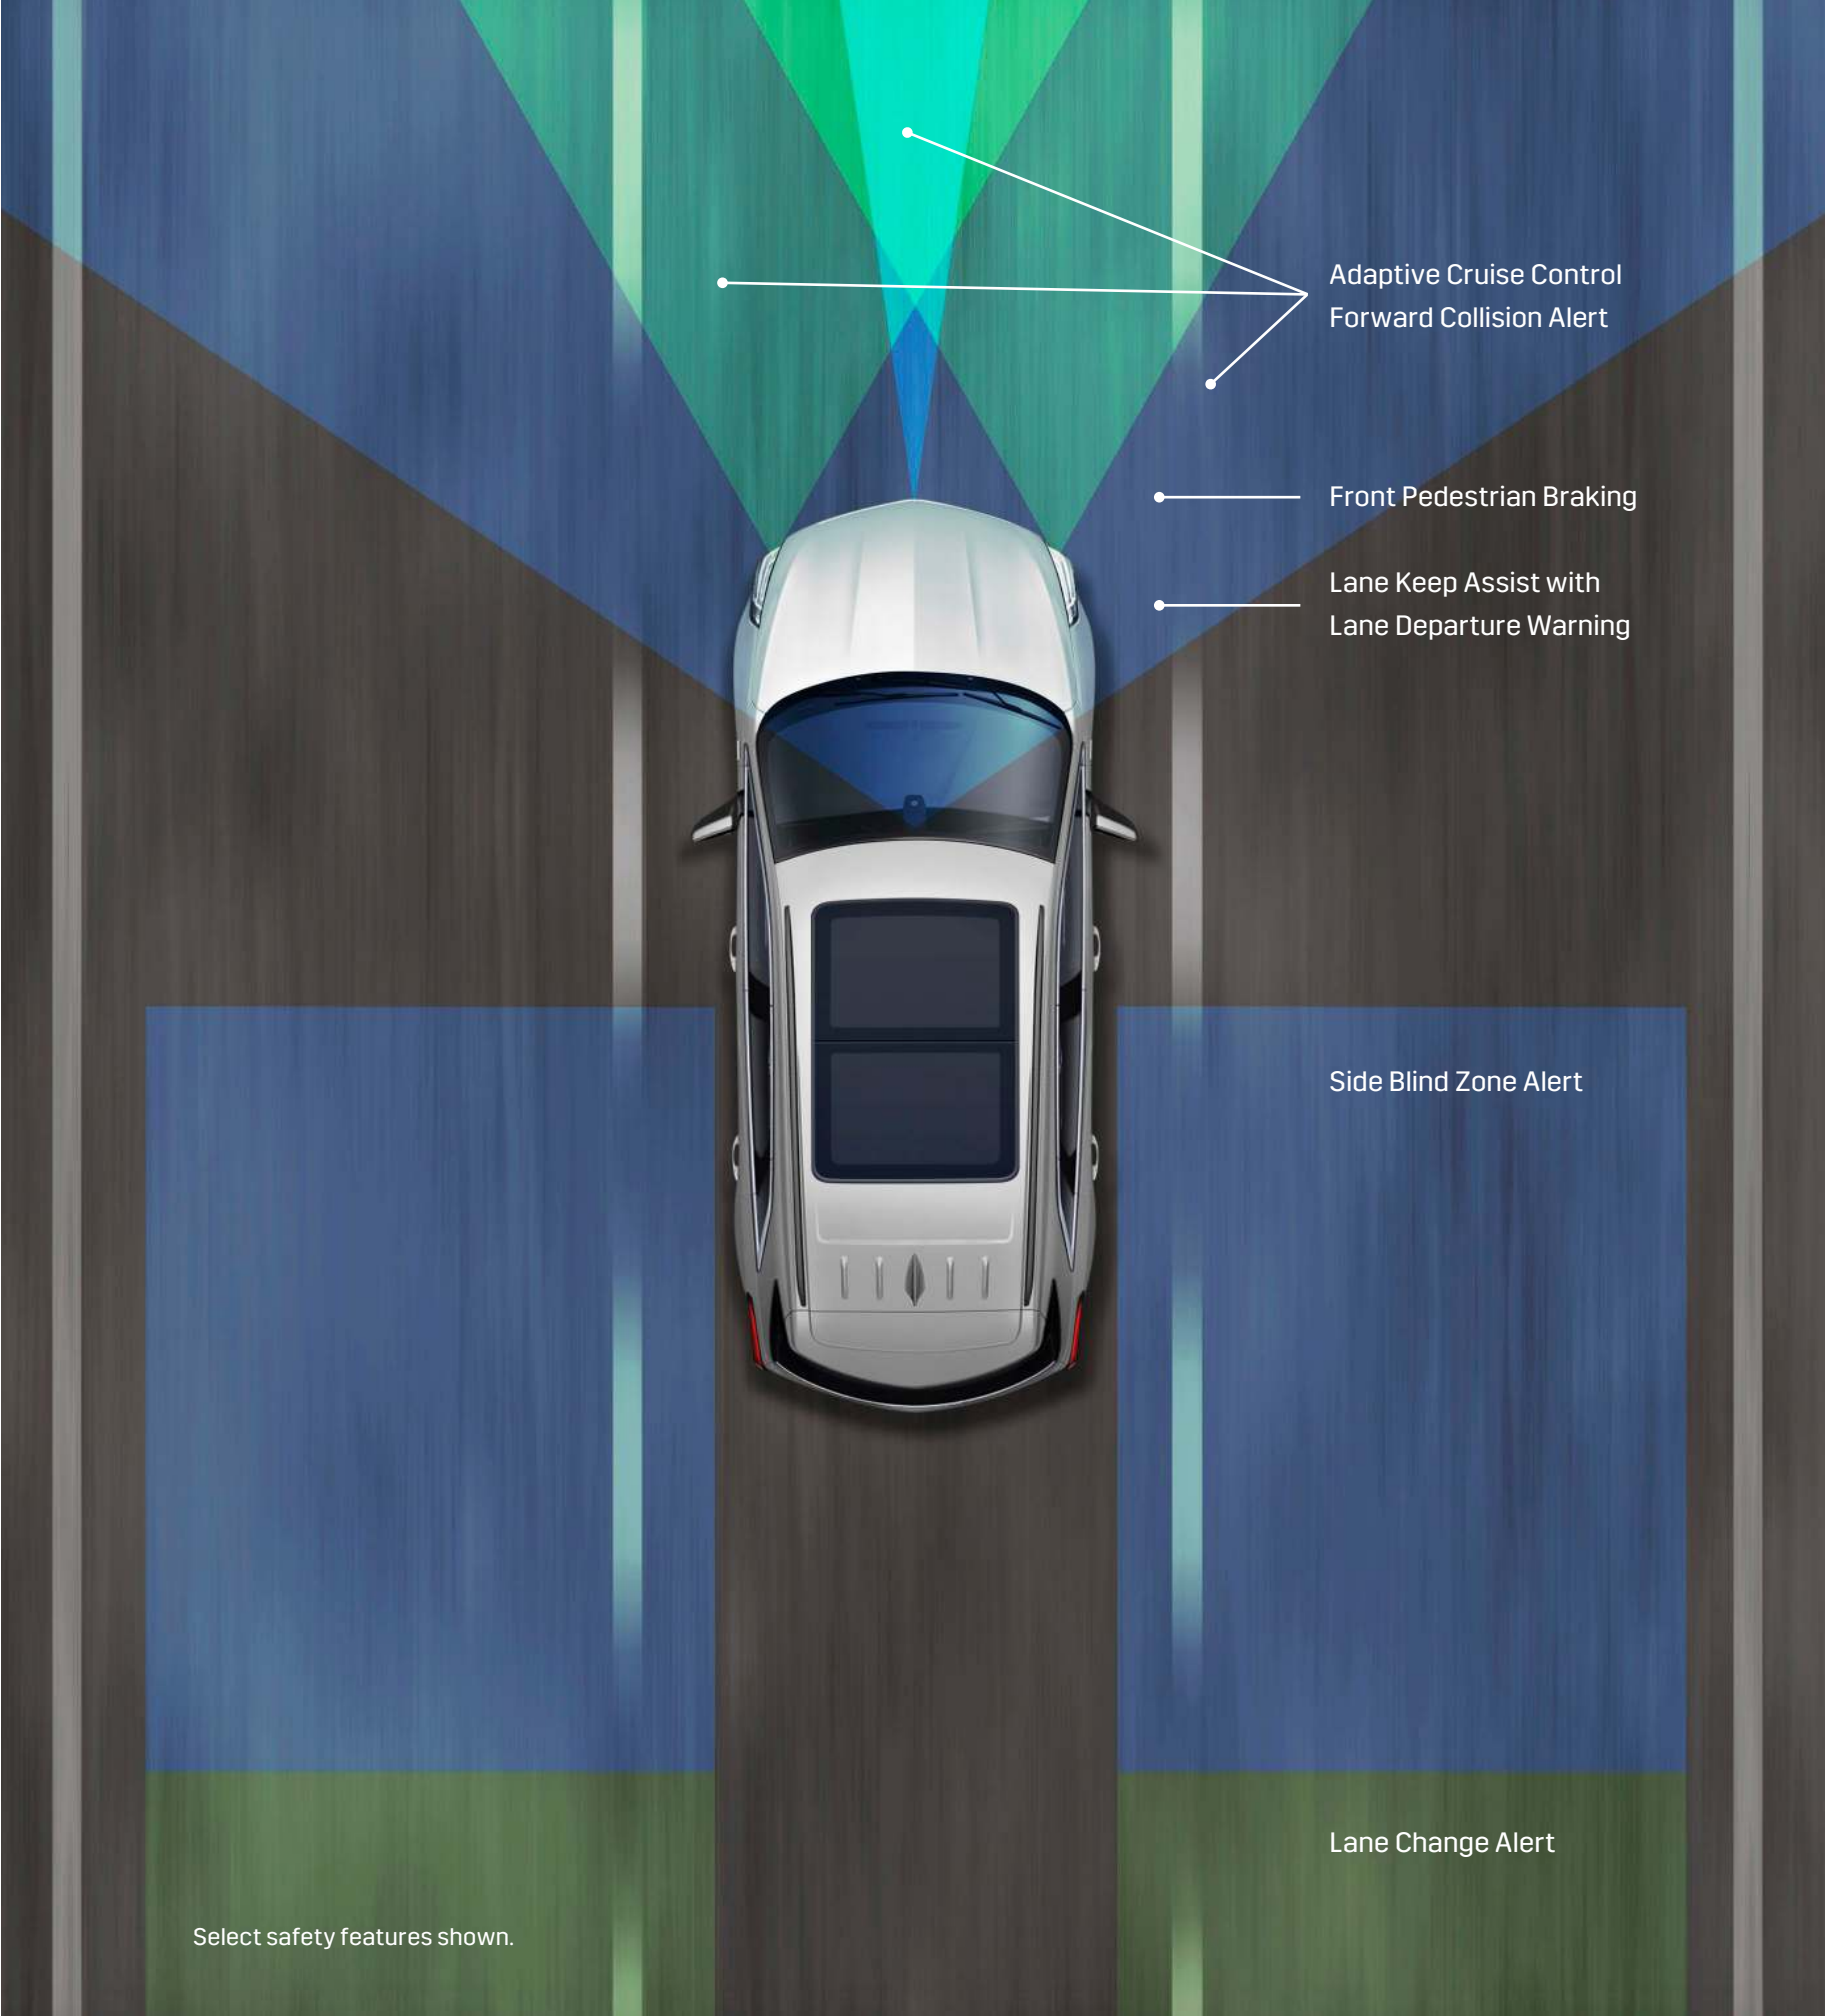 Adaptive Cruise Control
Forward Collision Alert
Front Pedestrian Braking
Lane Keep Assist with
Lane Departure Warning
Side Blind Zone Alert
Lane Change Alert
Select safety features shown.